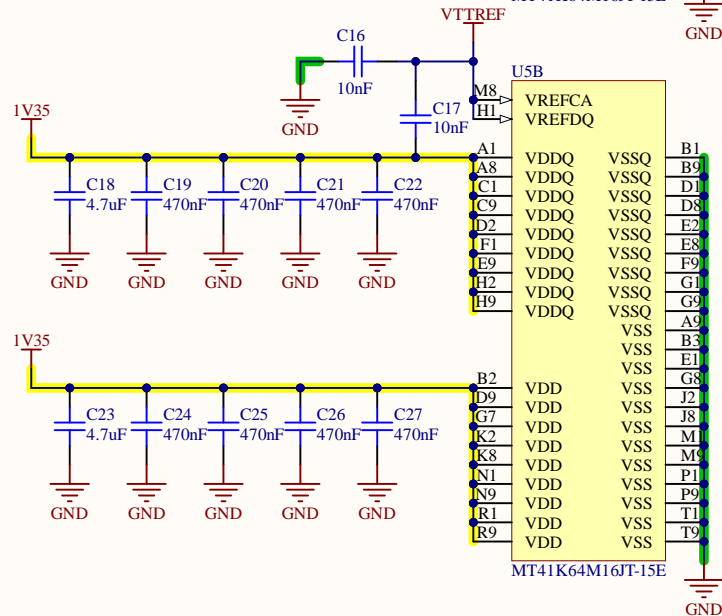 GND
VTTREF
C16
10nF
GND
U5B
M8
VREFCA
H1
VREFDQ
C17
10nF
1V35
A1 VDDQ VSSQ B1
A8 VDDQ VSSQ B9
C1 VDDQ VSSQ D1
C9 VDDQ VSSQ D8
D2 VDDQ VSSQ E2
F1 VDDQ VSSQ E8
E9 VDDQ VSSQ F9
H2 VDDQ VSSQ G1
H9 VDDQ VSSQ G9
VSS A9
VSS B3
VSS E1
C18 C19 C20 C21 C22
4.7uF 470nF 470nF 470nF 470nF
GND GND GND GND GND
1V35
B2 VDD VSS G8
D9 VDD VSS J2
G7 VDD VSS J8
K2 VDD VSS M1
K8 VDD VSS M9
N1 VDD VSS P1
N9 VDD VSS P9
R1 VDD VSS T1
R9 VDD VSS T9
C23 C24 C25 C26 C27
4.7uF 470nF 470nF 470nF 470nF
GND GND GND GND GND
MT41K64M16JT-15E
GND